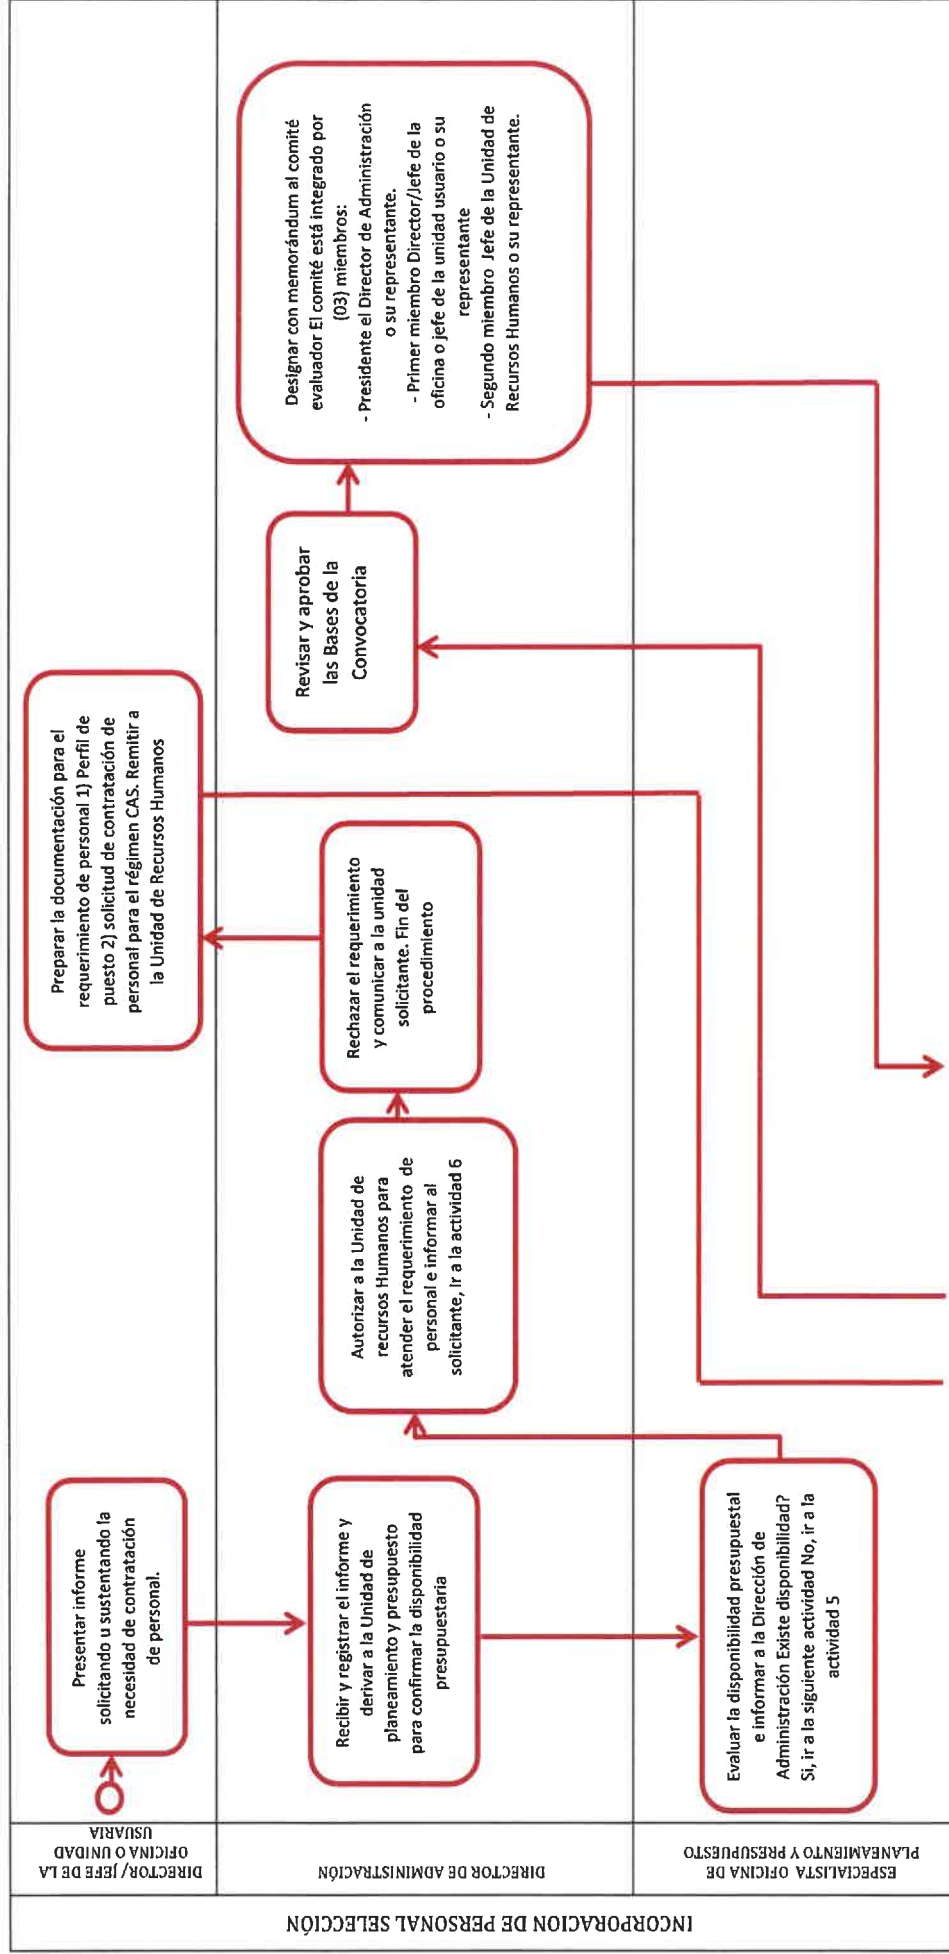 INCORPORACION DE PERSONAL SELECCIÓN
DIRECTOR/ JEFE DE LA
OFICINA O UNIDAD
USUARIA
Presentar informe
solicitando u sustentando la
necesidad de contratación
de personal.
Preparar la documentación para el
requerimiento de personal 1) Perfil de
puesto 2) solicitud de contratación de
personal para el régimen CAS. Remitir a
la Unidad de Recursos Humanos
DIRECTOR DE ADMINISTRACIÓN
Recibir y registrar el informe y
derivar a la Unidad de
planeamiento y presupuesto
para confirmar la disponibilidad
presupuestaria
Autorizar a la Unidad de
recursos Humanos para
atender el requerimiento de
personal e informar al
solicitante, Ir a la actividad 6
Rechazar el requerimiento
y comunicar a la unidad
solicitante. Fin del
procedimiento
Revisar y aprobar
las Bases de la
Convocatoria
Designar con memorándum al comité
evaluador El comité está integrado por
(03) miembros:
- Presidente el Director de Administración
o su representante.
- Primer miembro Director/Jefe de la
oficina o jefe de la unidad usuario o su
representante
- Segundo miembro Jefe de la Unidad de
Recursos Humanos o su representante.
ESPECIALISTA OFICINA DE
PLANEAMIENTO Y PRESUPUESTO
Evaluar la disponibilidad presupuestal
e informar a la Dirección de
Administración Existe disponibilidad?
Si, ir a la siguiente actividad No, ir a la
actividad 5